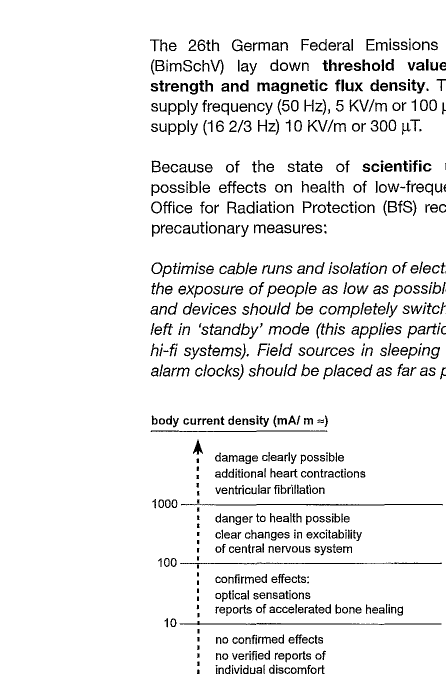 The 26th German Federal Emissions
(BimSchV) lay down threshold value
strength and magnetic flux density. T
supply frequency (50 Hz), 5 KV/m or 100 µ
supply (16 2/3 Hz) 10 KV/m or 300 µT.
Because of the state of scientific
possible effects on health of low-freque
Office for Radiation Protection (BfS) rec
precautionary measures:
Optimise cable runs and isolation of elect
the exposure of people as low as possible
and devices should be completely switch
left in ‘standby’ mode (this applies partic
hi-fi systems). Field sources in sleeping
alarm clocks) should be placed as far as p
body current density (mA/ m ≈)
damage clearly possible
additional heart contractions
ventricular fibrillation
1000
danger to health possible
clear changes in excitability
of central nervous system
100
confirmed effects:
optical sensations
reports of accelerated bone healing
10
no confirmed effects
no verified reports of
individual discomfort